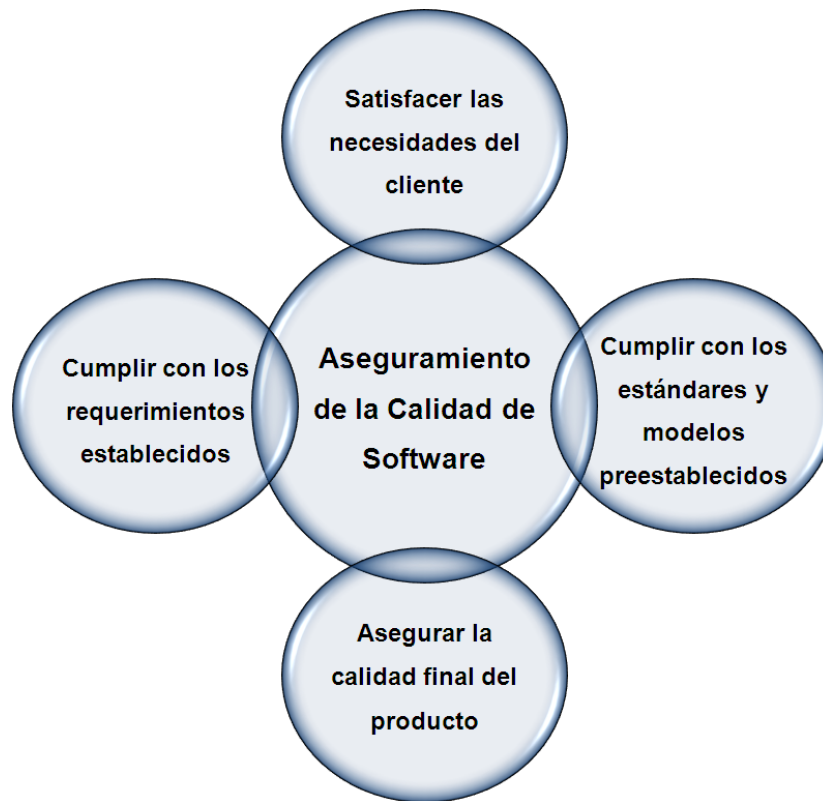 Satisfacer las
necesidades del
cliente
Cumplir con los
requerimientos
establecidos
Aseguramiento
de la Calidad de
Software
Cumplir con los
estándares y
modelos
preestablecidos
Asegurar la
calidad final del
producto